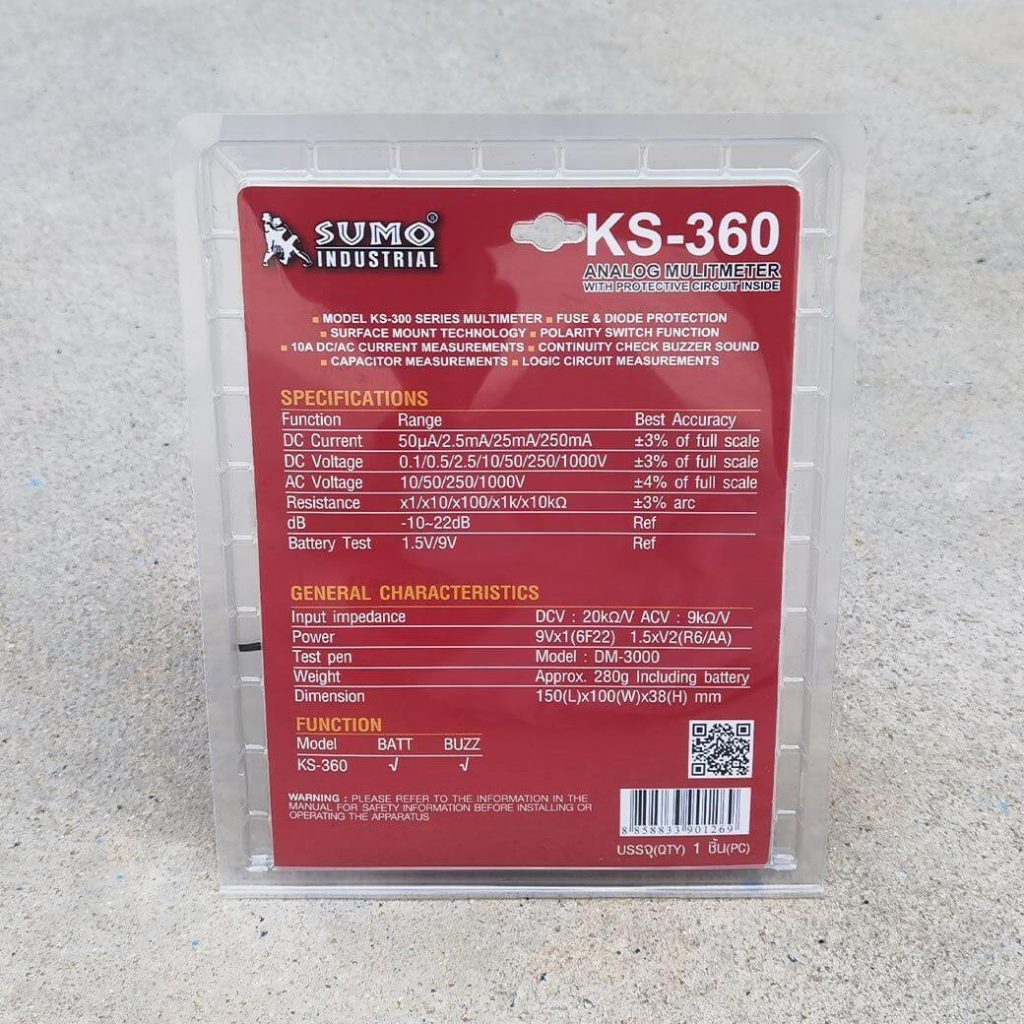 SUMO®
INDUSTRIAL
KS-360
ANALOG MULITMETER
WITH PROTECTIVE CIRCUIT INSIDE
■ MODEL KS-300 SERIES MULTIMETER ■ FUSE & DIODE PROTECTION
■ SURFACE MOUNT TECHNOLOGY ■ POLARITY SWITCH FUNCTION
■ 10A DC/AC CURRENT MEASUREMENTS ■ CONTINUITY CHECK BUZZER SOUND
■ CAPACITOR MEASUREMENTS ■ LOGIC CIRCUIT MEASUREMENTS
SPECIFICATIONS
Function Range Best Accuracy
DC Current 50µA/2.5mA/25mA/250mA ±3% of full scale
DC Voltage 0.1/0.5/2.5/10/50/250/1000V ±3% of full scale
AC Voltage 10/50/250/1000V ±4% of full scale
Resistance x1/x10/x100/x1k/x10kΩ ±3% arc
dB -10~22dB Ref
Battery Test 1.5V/9V Ref
GENERAL CHARACTERISTICS
Input impedance DCV : 20kΩ/V ACV : 9kΩ/V
Power 9Vx1(6F22) 1.5xV2(R6/AA)
Test pen Model : DM-3000
Weight Approx. 280g Including battery
Dimension 150(L)x100(W)x38(H) mm
FUNCTION
Model BATT BUZZ
KS-360 √ √
WARNING : PLEASE REFER TO THE INFORMATION IN THE
MANUAL FOR SAFETY INFORMATION BEFORE INSTALLING OR
OPERATING THE APPARATUS
8 858833 901269
บรรจุ(QTY) 1 ชิ้น(PC)